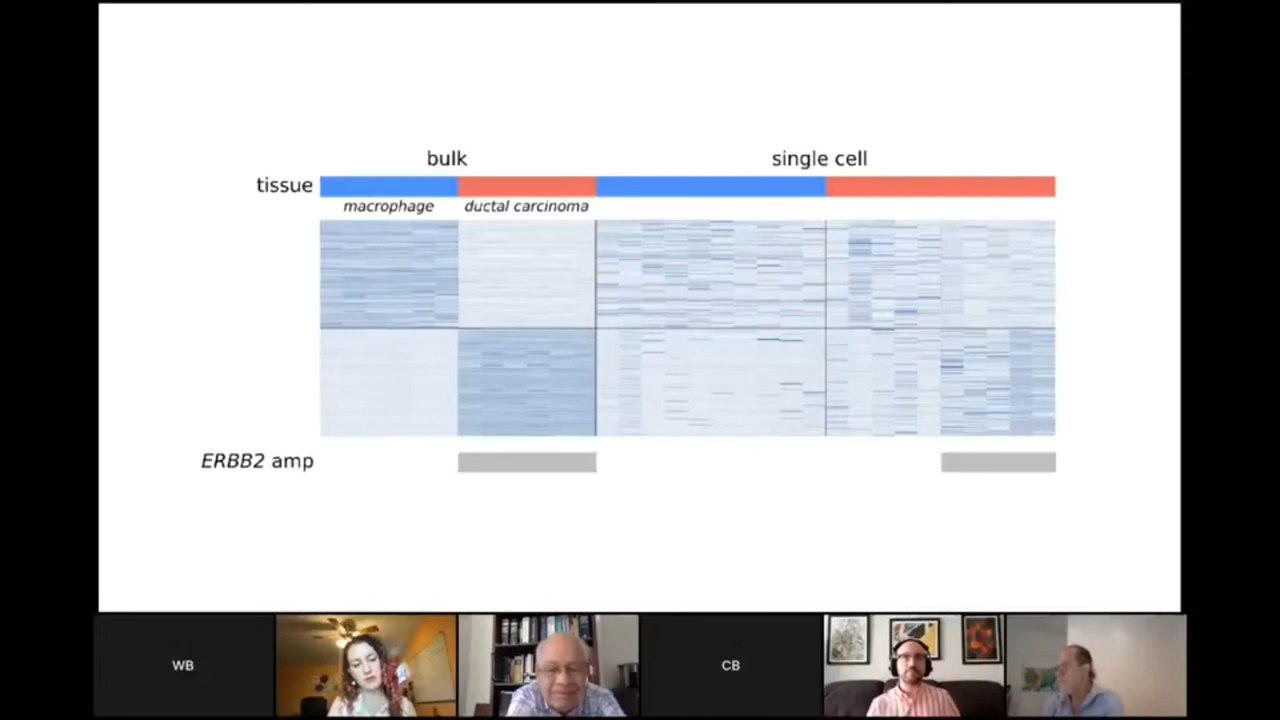 bulk
single cell
tissue
macrophage
ductal carcinoma
ERBB2 amp
WB
CB